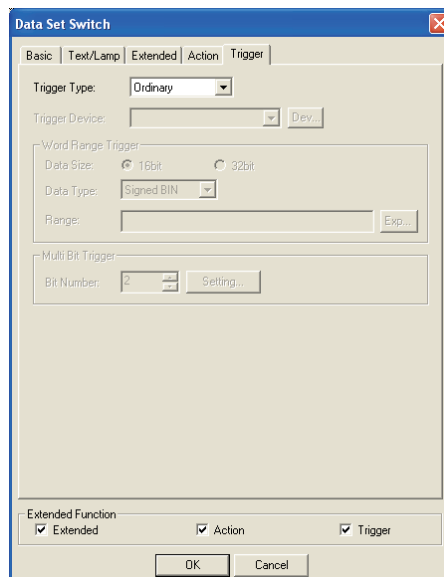 Data Set Switch
Basic Text/Lamp Extended Action Trigger
Trigger Type: Ordinary
Trigger Device: Dev...
Word Range Trigger
Data Size: 16bit 32bit
Data Type: Signed BIN
Range: Exp...
Multi Bit Trigger
Bit Number: 2 Setting...
Extended Function
Extended Action Trigger
OK Cancel